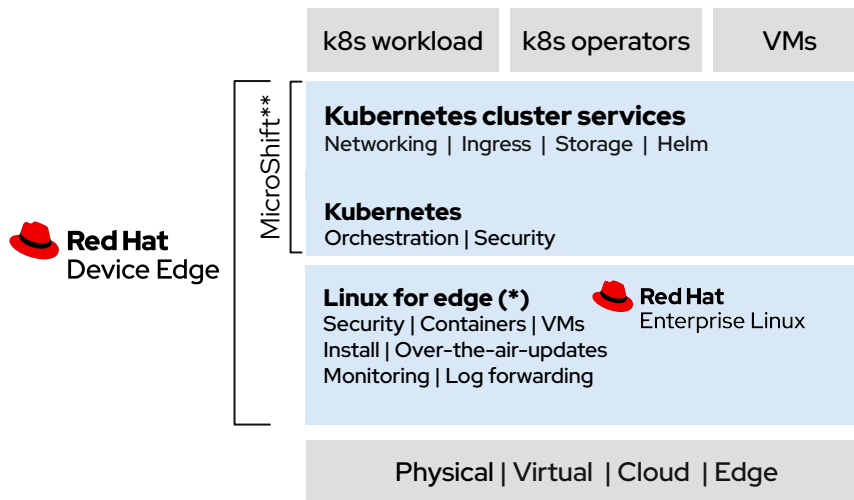 k8s workload
k8s operators
VMs
MicroShift**
Kubernetes cluster services
Networking | Ingress | Storage | Helm
Kubernetes
Orchestration | Security
Red Hat
Device Edge
Linux for edge (*)
Security | Containers | VMs
Install | Over-the-air-updates
Monitoring | Log forwarding
Red Hat
Enterprise Linux
Physical | Virtual | Cloud | Edge